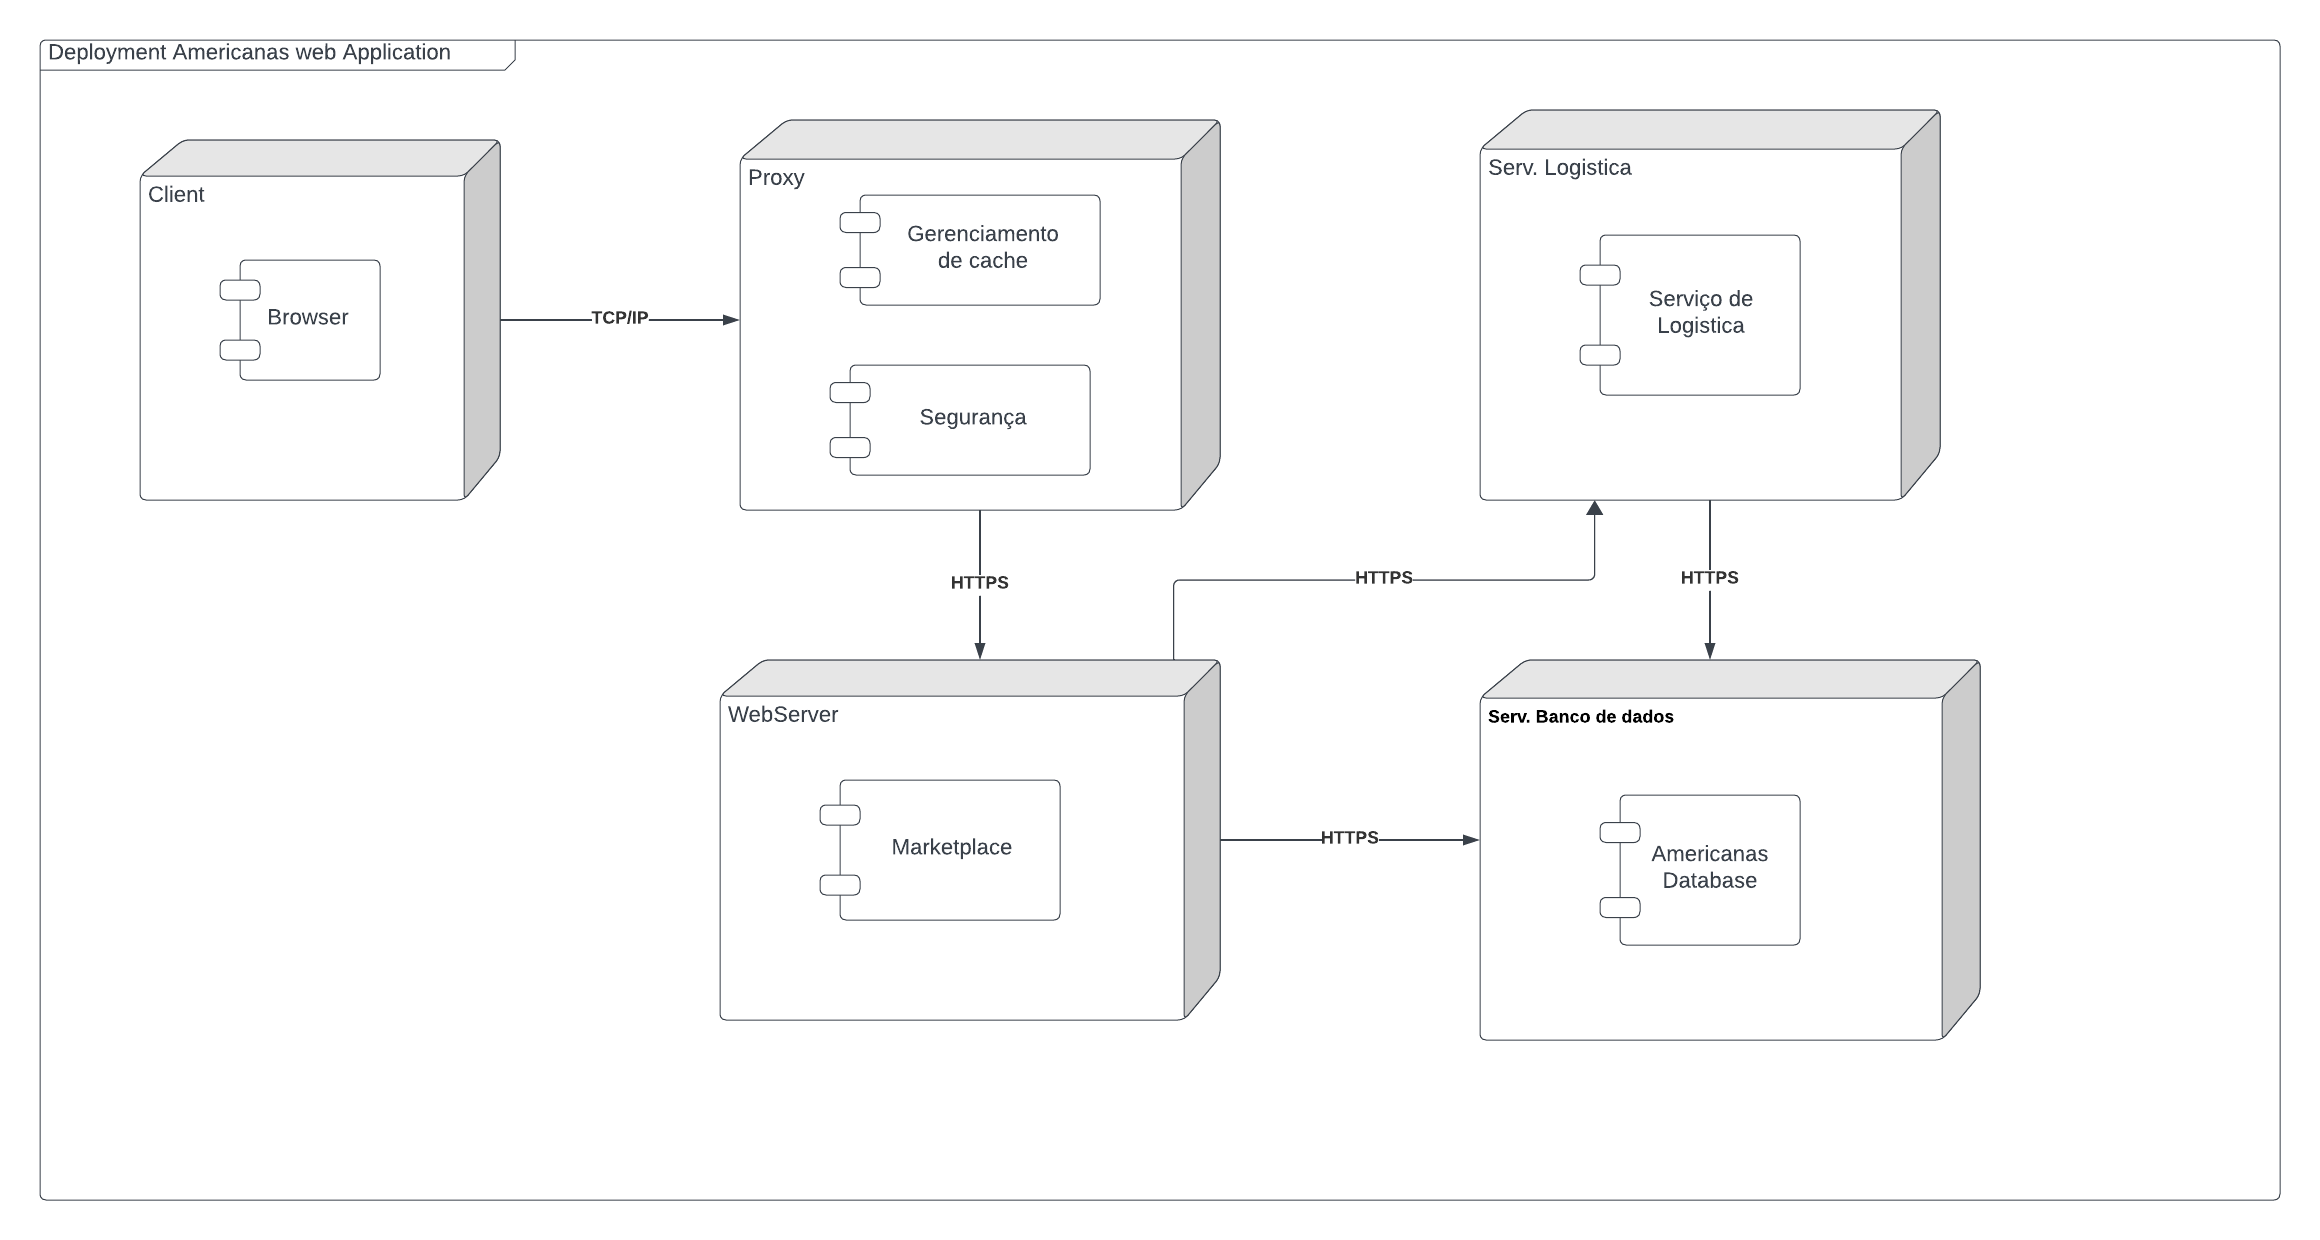 Deployment Americanas web Application
Client
Browser
TCP/IP
Proxy
Gerenciamento
de cache
Segurança
Serv. Logistica
Serviço de
Logistica
HTTPS
HTTPS
HTTPS
WebServer
Marketplace
HTTPS
Serv. Banco de dados
Americanas
Database